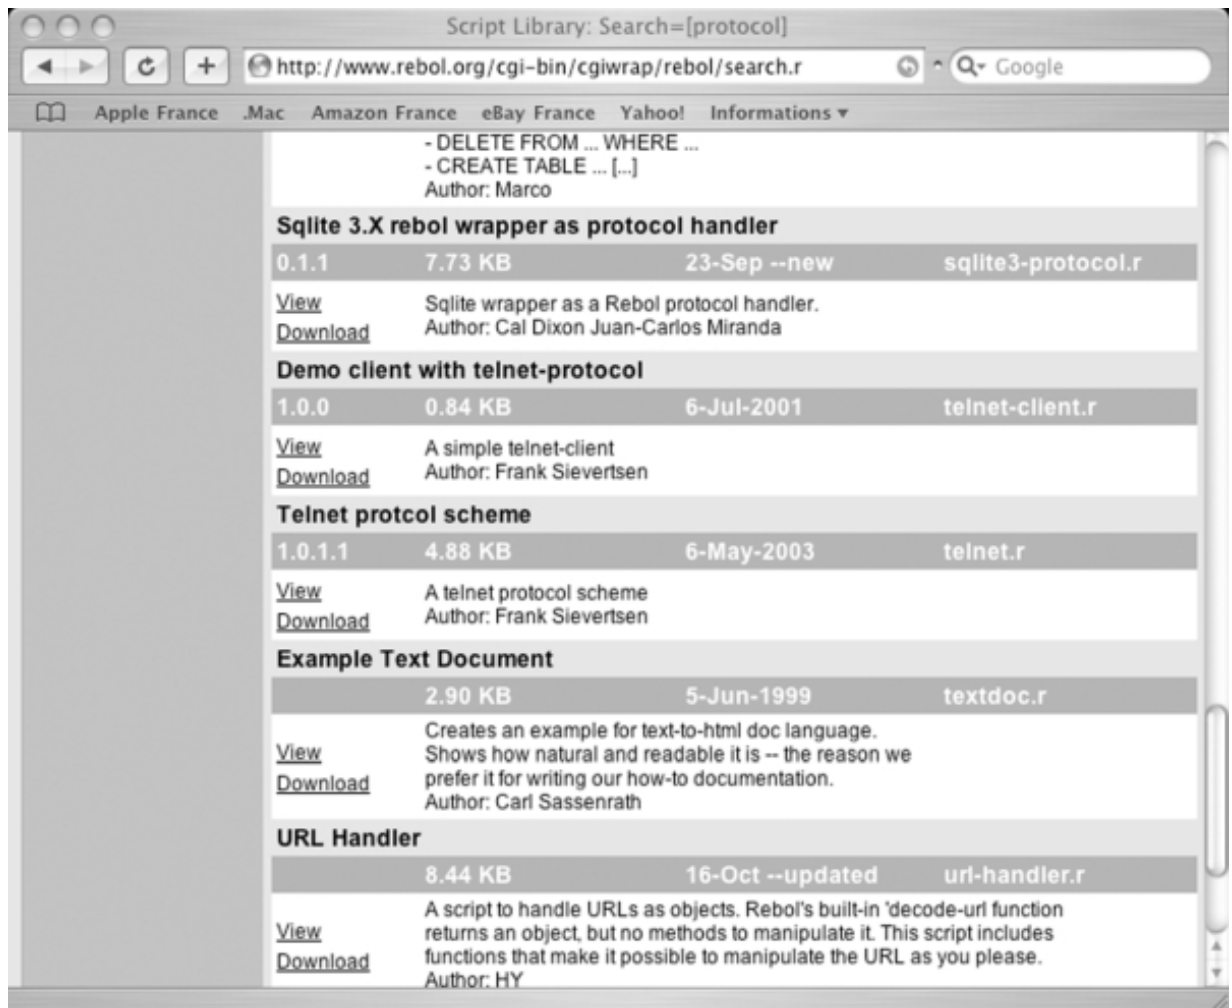 Script Library: Search=[protocol]
http://www.rebol.org/cgi-bin/cgiwrap/rebol/search.r
Google
Apple France .Mac Amazon France eBay France Yahoo! Informations ▾
- DELETE FROM ... WHERE ...
- CREATE TABLE ... [...]
Author: Marco
Sqlite 3.X rebol wrapper as protocol handler
0.1.1 7.73 KB 23-Sep --new sqlite3-protocol.r
View
Download
Sqlite wrapper as a Rebol protocol handler.
Author: Cal Dixon Juan-Carlos Miranda
Demo client with telnet-protocol
1.0.0 0.84 KB 6-Jul-2001 telnet-client.r
View
Download
A simple telnet-client
Author: Frank Sievertsen
Telnet protcol scheme
1.0.1.1 4.88 KB 6-May-2003 telnet.r
View
Download
A telnet protocol scheme
Author: Frank Sievertsen
Example Text Document
2.90 KB 5-Jun-1999 textdoc.r
View
Download
Creates an example for text-to-html doc language.
Shows how natural and readable it is -- the reason we
prefer it for writing our how-to documentation.
Author: Carl Sassenrath
URL Handler
8.44 KB 16-Oct --updated url-handler.r
View
Download
A script to handle URLs as objects. Rebol's built-in 'decode-url function
returns an object, but no methods to manipulate it. This script includes
functions that make it possible to manipulate the URL as you please.
Author: HY